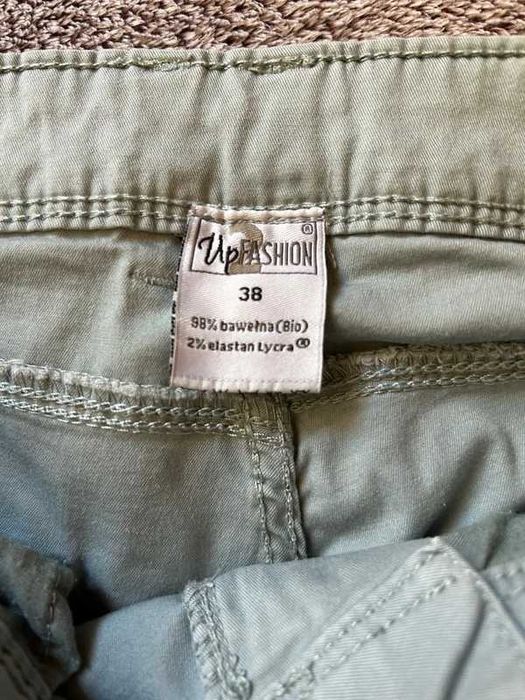 Up2FASHION®
38
98% bawełna(Bio)
2% elastan Lycra®